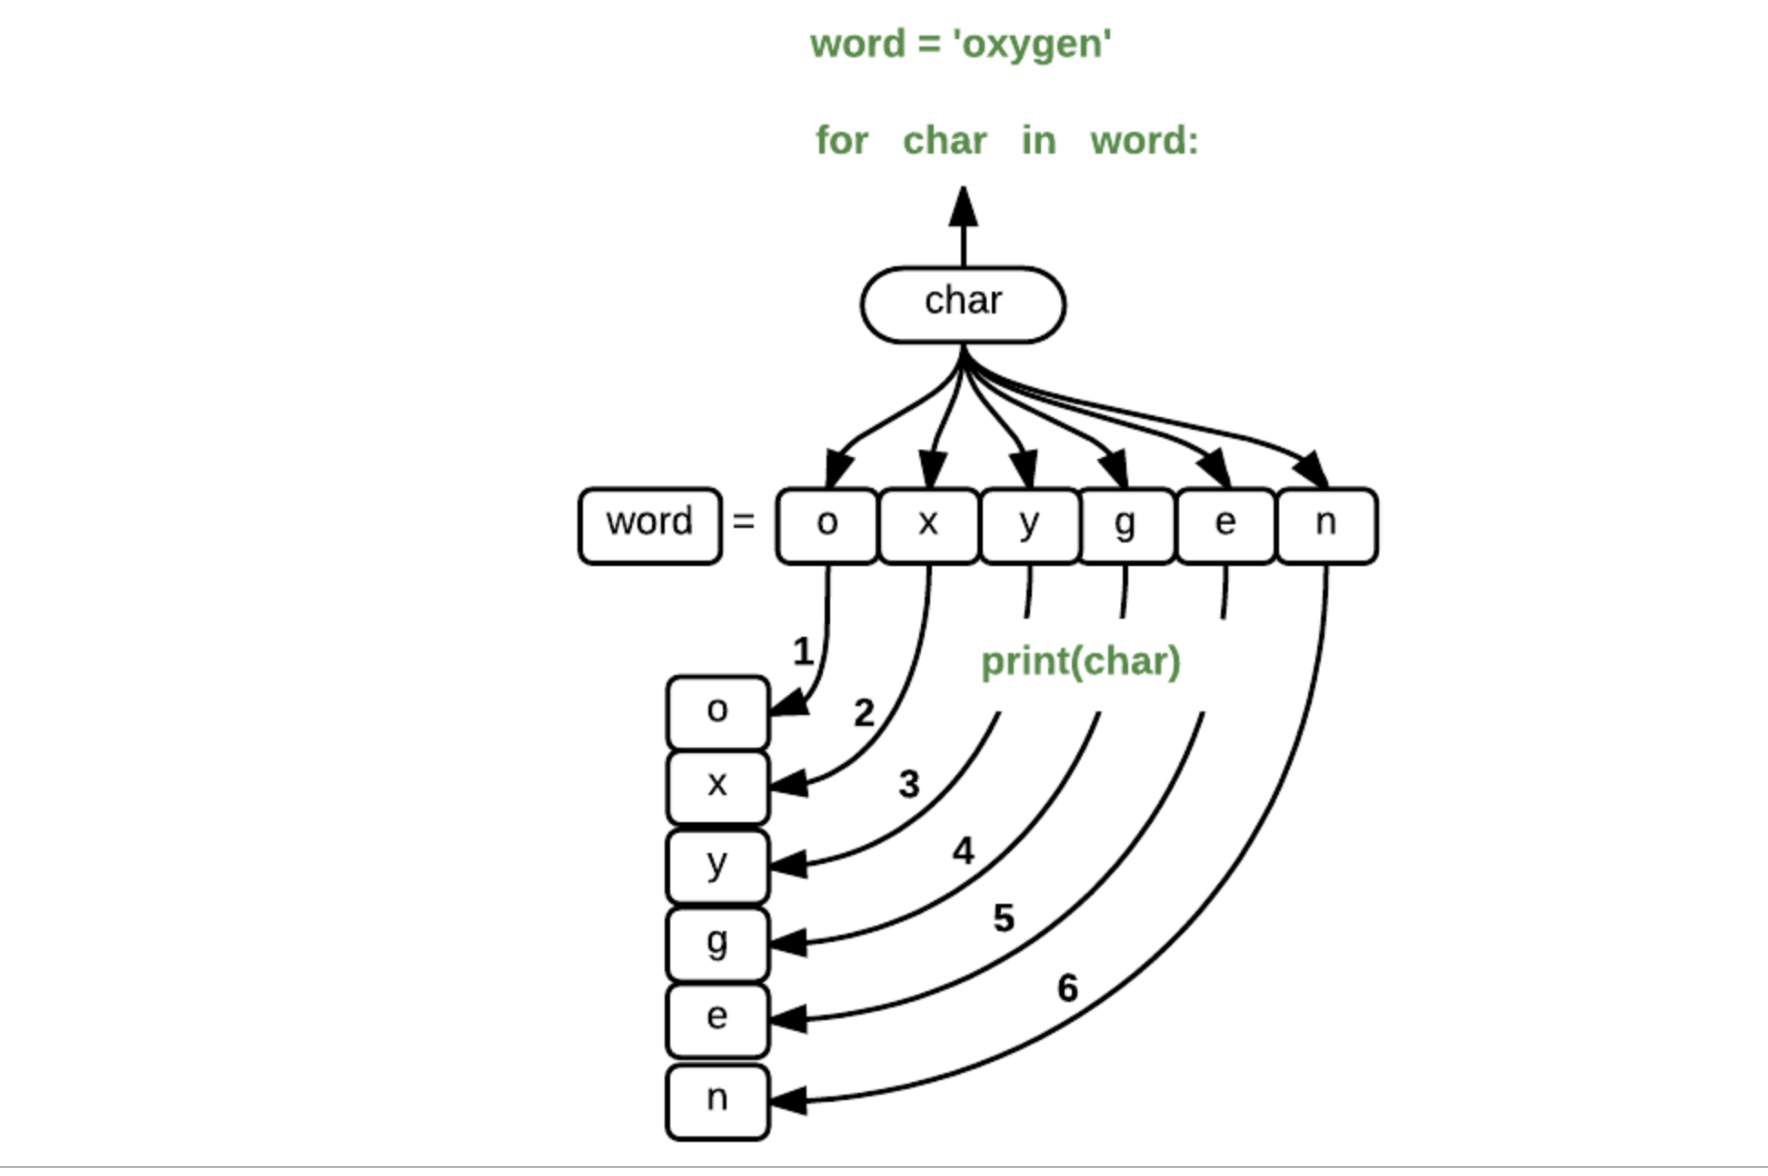 word = 'oxygen'
for char in word:
char
word = o x y g e n
print(char)
1
o
2
x
3
y
4
g
5
e
6
n